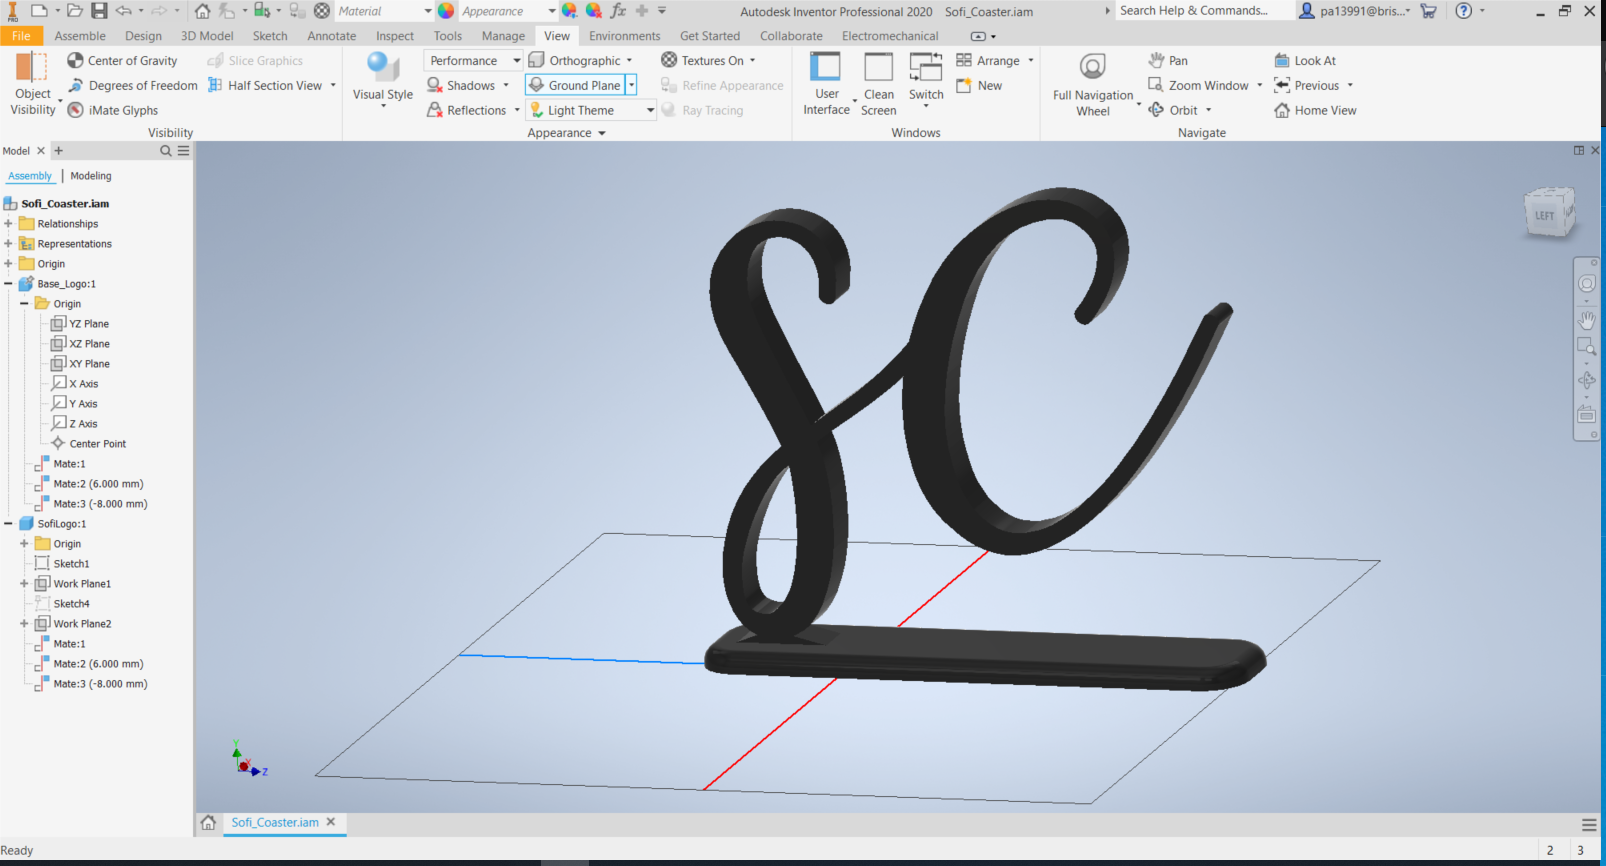 PRO
Material
Appearance
fx
Autodesk Inventor Professional 2020 Sofi_Coaster.iam
Search Help & Commands...
pa13991@bris...
File Assemble Design 3D Model Sketch Annotate Inspect Tools Manage View Environments Get Started Collaborate Electromechanical
Object Visibility
Center of Gravity
Degrees of Freedom
iMate Glyphs
Slice Graphics
Half Section View
Visibility
Visual Style
Performance
Shadows
Reflections
Orthographic
Ground Plane
Light Theme
Textures On
Refine Appearance
Ray Tracing
Appearance
User Interface
Clean Screen
Switch
Arrange
New
Windows
Full Navigation Wheel
Pan
Zoom Window
Orbit
Look At
Previous
Home View
Navigate
Model
Assembly | Modeling
Sofi_Coaster.iam
Relationships
Representations
Origin
Base_Logo:1
Origin
YZ Plane
XZ Plane
XY Plane
X Axis
Y Axis
Z Axis
Center Point
Mate:1
Mate:2 (6.000 mm)
Mate:3 (-8.000 mm)
SofiLogo:1
Origin
Sketch1
Work Plane1
Sketch4
Work Plane2
Mate:1
Mate:2 (6.000 mm)
Mate:3 (-8.000 mm)
SC
LEFT
Y
X
Z
Sofi_Coaster.iam
Ready
2 3